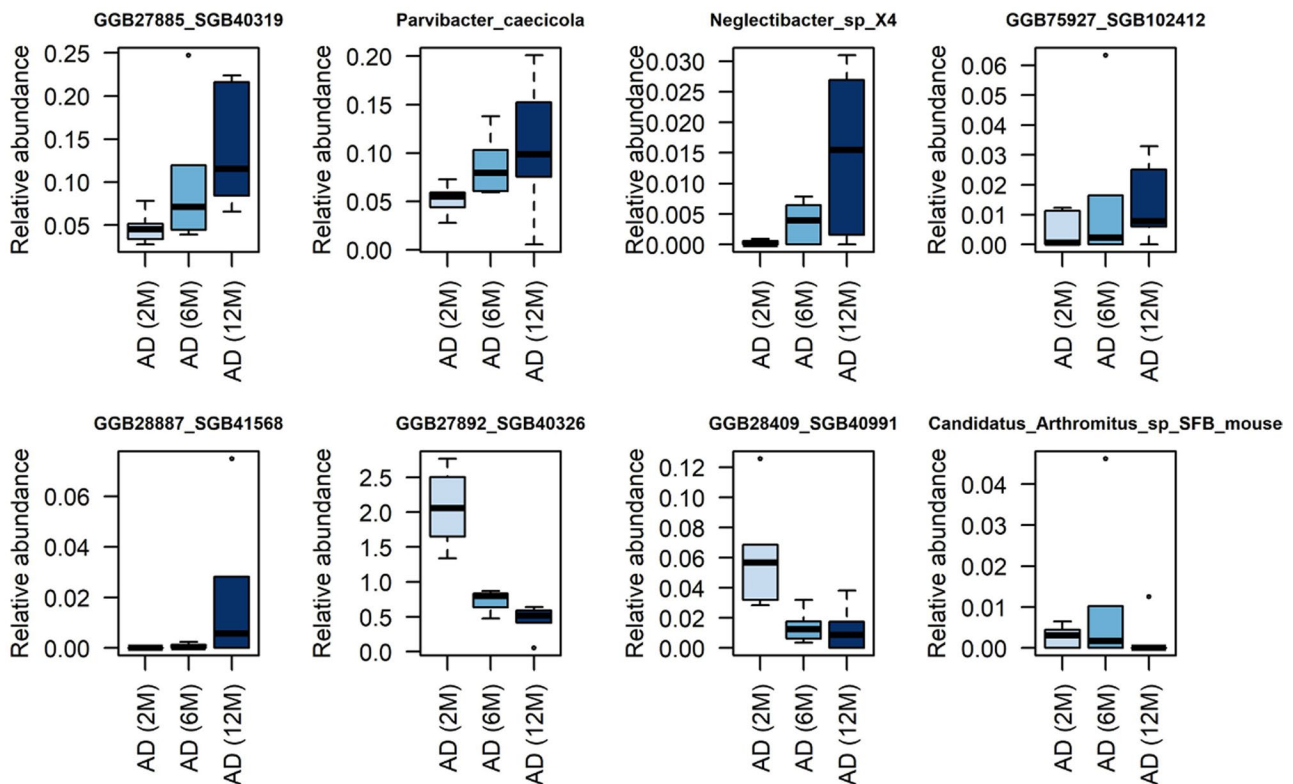 GGB27885_SGB40319
Relative abundance
0.25
0.20
0.15
0.10
0.05
AD (2M)
AD (6M)
AD (12M)
Parvibacter_caecicola
Relative abundance
0.20
0.15
0.10
0.05
0.00
AD (2M)
AD (6M)
AD (12M)
Neglectibacter_sp_X4
Relative abundance
0.030
0.025
0.020
0.015
0.010
0.005
0.000
AD (2M)
AD (6M)
AD (12M)
GGB75927_SGB102412
Relative abundance
0.06
0.05
0.04
0.03
0.02
0.01
0.00
AD (2M)
AD (6M)
AD (12M)
GGB28887_SGB41568
Relative abundance
0.06
0.04
0.02
0.00
AD (2M)
AD (6M)
AD (12M)
GGB27892_SGB40326
Relative abundance
2.5
2.0
1.5
1.0
0.5
0.0
AD (2M)
AD (6M)
AD (12M)
GGB28409_SGB40991
Relative abundance
0.12
0.10
0.08
0.06
0.04
0.02
0.00
AD (2M)
AD (6M)
AD (12M)
Candidatus_Arthromitus_sp_SFB_mouse
Relative abundance
0.04
0.03
0.02
0.01
0.00
AD (2M)
AD (6M)
AD (12M)